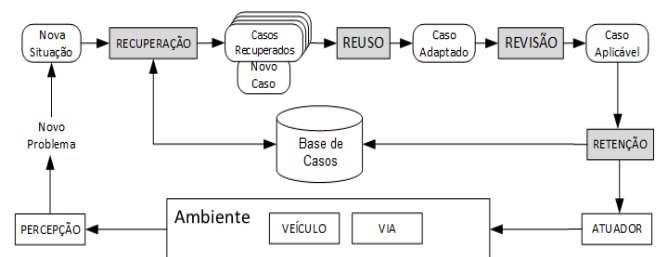 Nova
Situação
RECUPERAÇÃO
Casos
Recuperados
Novo
Caso
REUSO
Caso
Adaptado
REVISÃO
Caso
Aplicável
Novo
Problema
Base de
Casos
RETENÇÃO
PERCEPÇÃO
Ambiente
VEÍCULO
VIA
ATUADOR